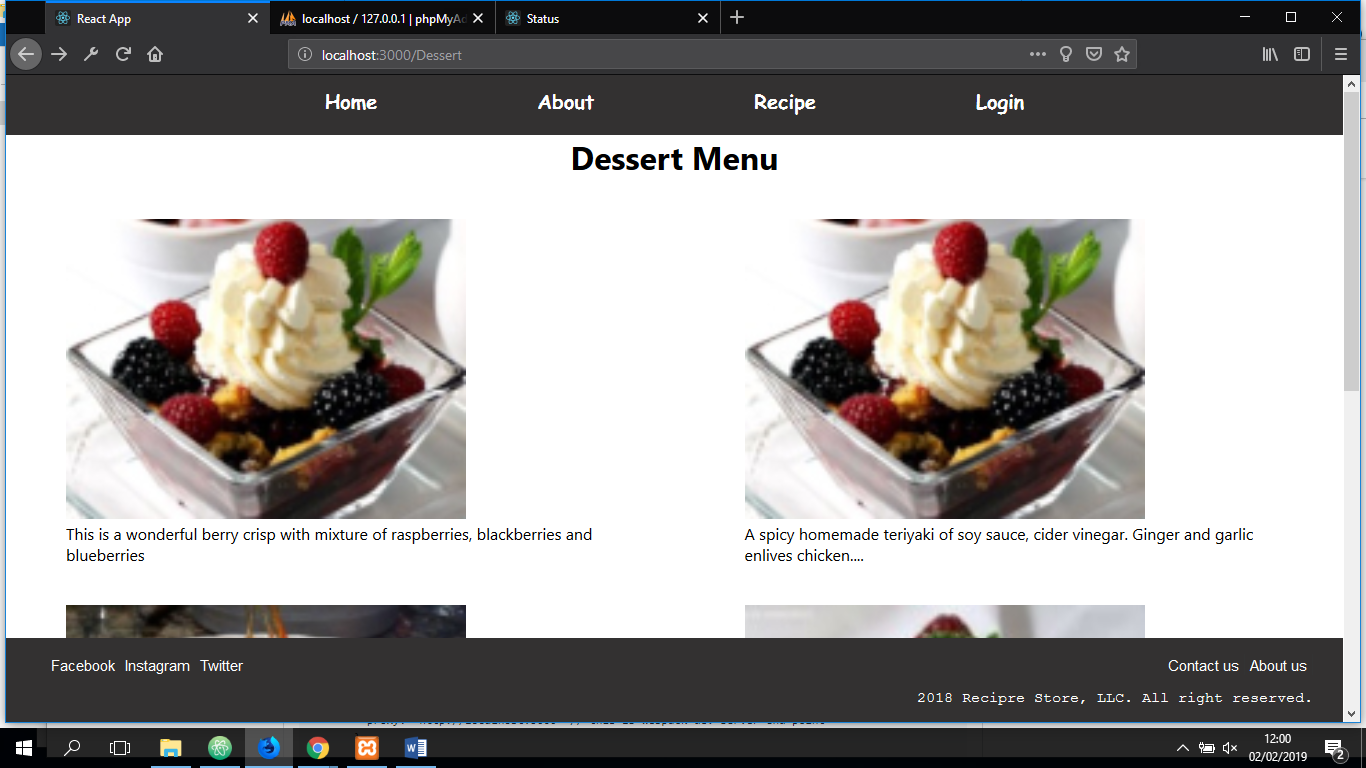 React App
localhost / 127.0.0.1 | phpMyAd
Status
localhost:3000/Dessert
Home About Recipe Login
Dessert Menu
This is a wonderful berry crisp with mixture of raspberries, blackberries and
blueberries
A spicy homemade teriyaki of soy sauce, cider vinegar. Ginger and garlic
enlives chicken....
Facebook Instagram Twitter
Contact us About us
2018 Recipre Store, LLC. All right reserved.
12:00
02/02/2019
2